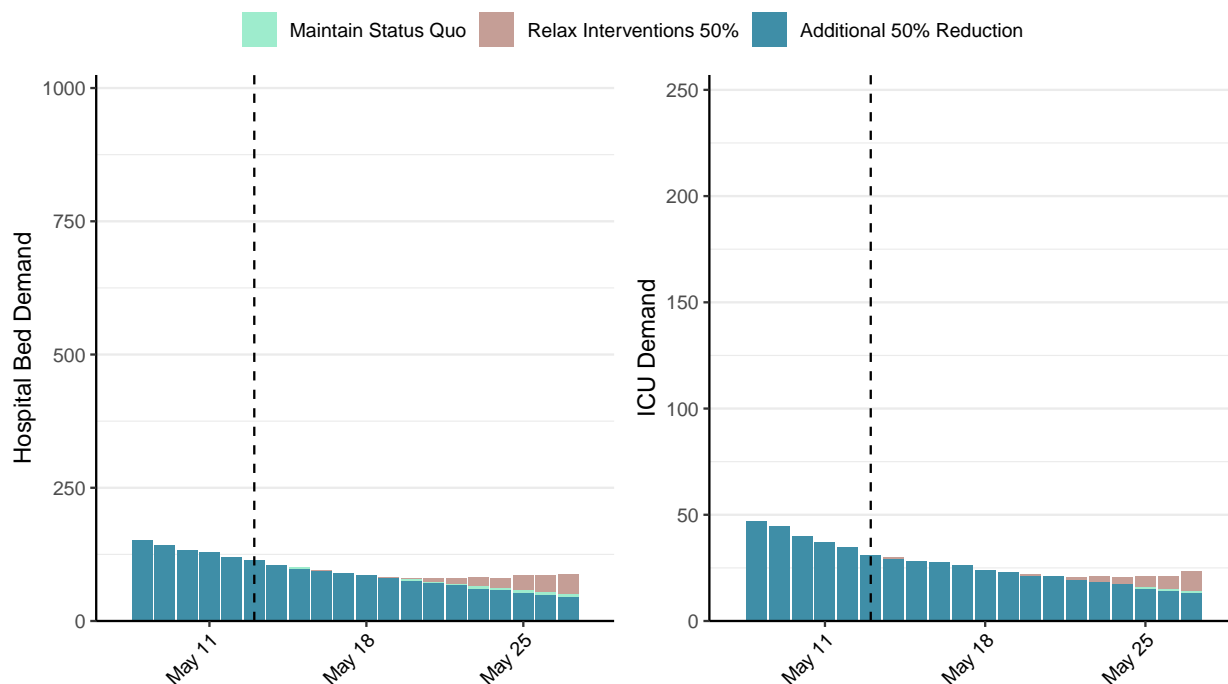 Maintain Status Quo Relax Interventions 50% Additional 50% Reduction
Hospital Bed Demand
1000
750
500
250
0
May 11 May 18 May 25
ICU Demand
250
200
150
100
50
0
May 11 May 18 May 25